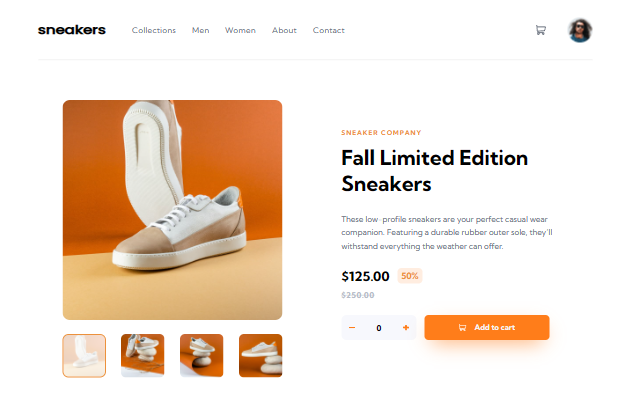 sneakers Collections Men Women About Contact
SNEAKER COMPANY
Fall Limited Edition
Sneakers
These low-profile sneakers are your perfect casual wear
companion. Featuring a durable rubber outer sole, they'll
withstand everything the weather can offer.
$125.00 50%
$250.00
− 0 + Add to cart